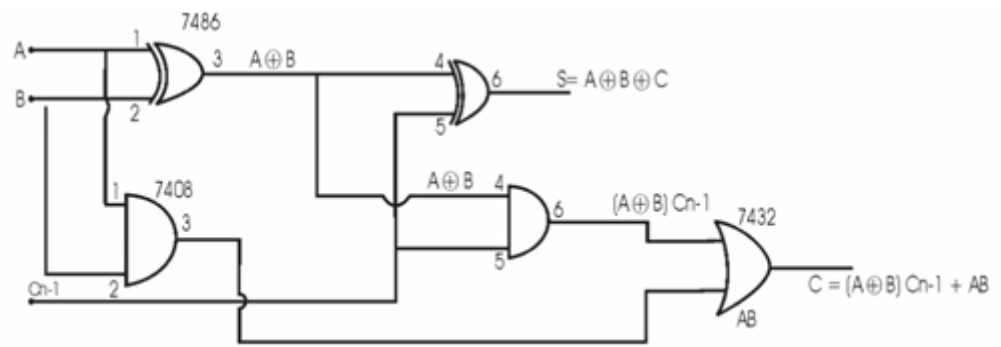 7486
A
1
3
A⊕B
4
6
S= A⊕B⊕C
B
2
5
7408
A⊕B
4
1
3
6
(A⊕B) Cn-1
7432
5
Cn-1
2
C = (A⊕B) Cn-1 + AB
AB